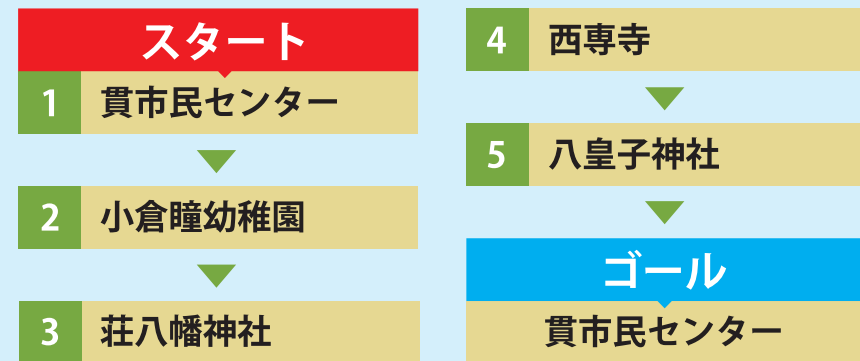 スタート
1 貫市民センター
2 小倉瞳幼稚園
3 荘八幡神社
4 西専寺
5 八皇子神社
ゴール
貫市民センター